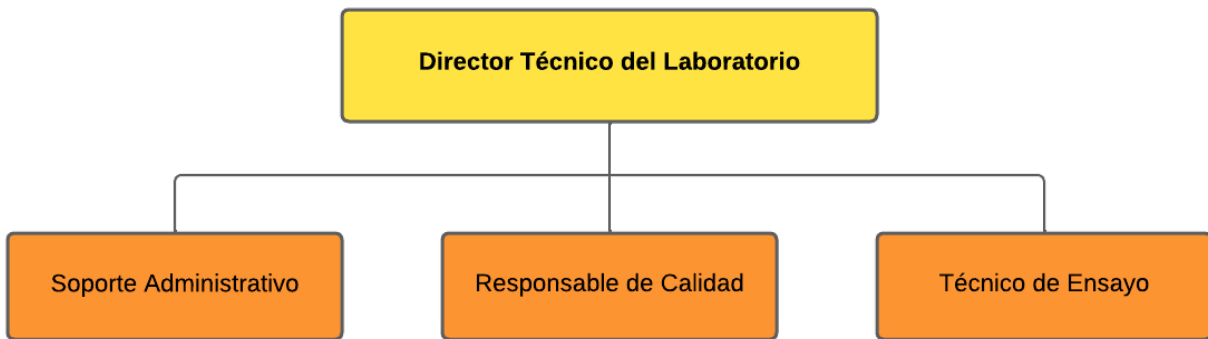 Director Técnico del Laboratorio
Soporte Administrativo
Responsable de Calidad
Técnico de Ensayo